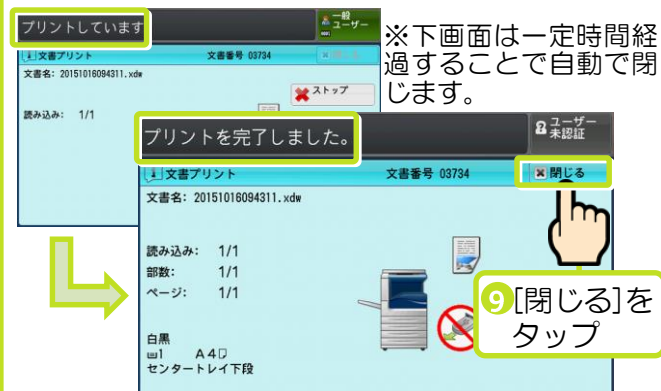 プリントしています
一般
ユーザー
文書プリント
文書番号 03734
文書名: 20151016094311.xdw
ストップ
読み込み: 1/1
※下画面は一定時間経
過することで自動で閉
じます。
プリントを完了しました。
ユーザー
未認証
文書プリント
文書番号 03734
閉じる
文書名: 20151016094311.xdw
読み込み: 1/1
部数: 1/1
ページ: 1/1
白黒
1 A4
センタートレイ下段
9[閉じる]を
タップ